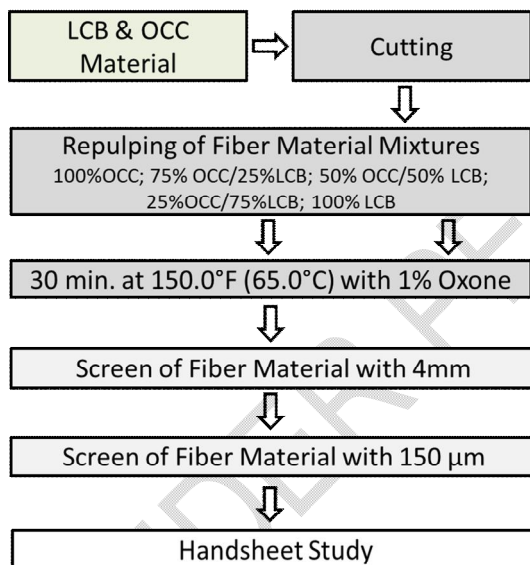 LCB & OCC
Material
Cutting
Repulping of Fiber Material Mixtures
100%OCC; 75% OCC/25%LCB; 50% OCC/50% LCB;
25%OCC/75%LCB; 100% LCB
30 min. at 150.0°F (65.0°C) with 1% Oxone
Screen of Fiber Material with 4mm
Screen of Fiber Material with 150 µm
Handsheet Study